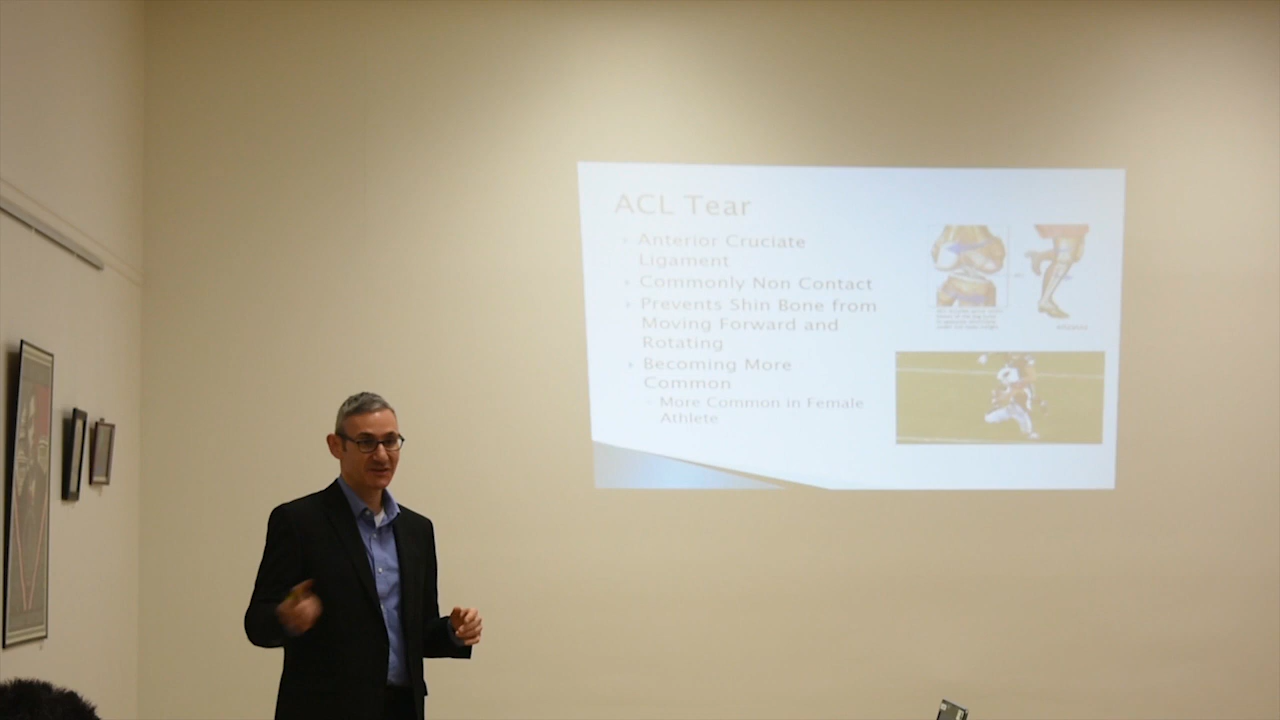 ACL Tear
Anterior Cruciate
Ligament
Commonly Non Contact
Prevents Shin Bone from
Moving Forward and
Rotating
Becoming More
Common
More Common in Female
Athlete